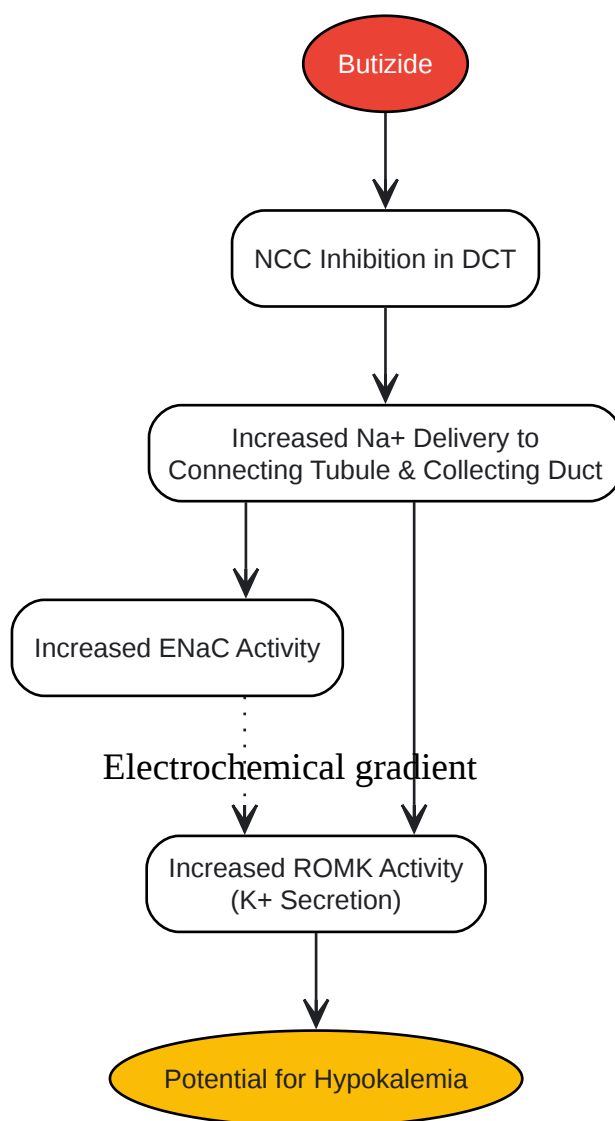 Butizide
NCC Inhibition in DCT
Increased Na+ Delivery to
Connecting Tubule & Collecting Duct
Increased ENaC Activity
Electrochemical gradient
Increased ROMK Activity
(K+ Secretion)
Potential for Hypokalemia